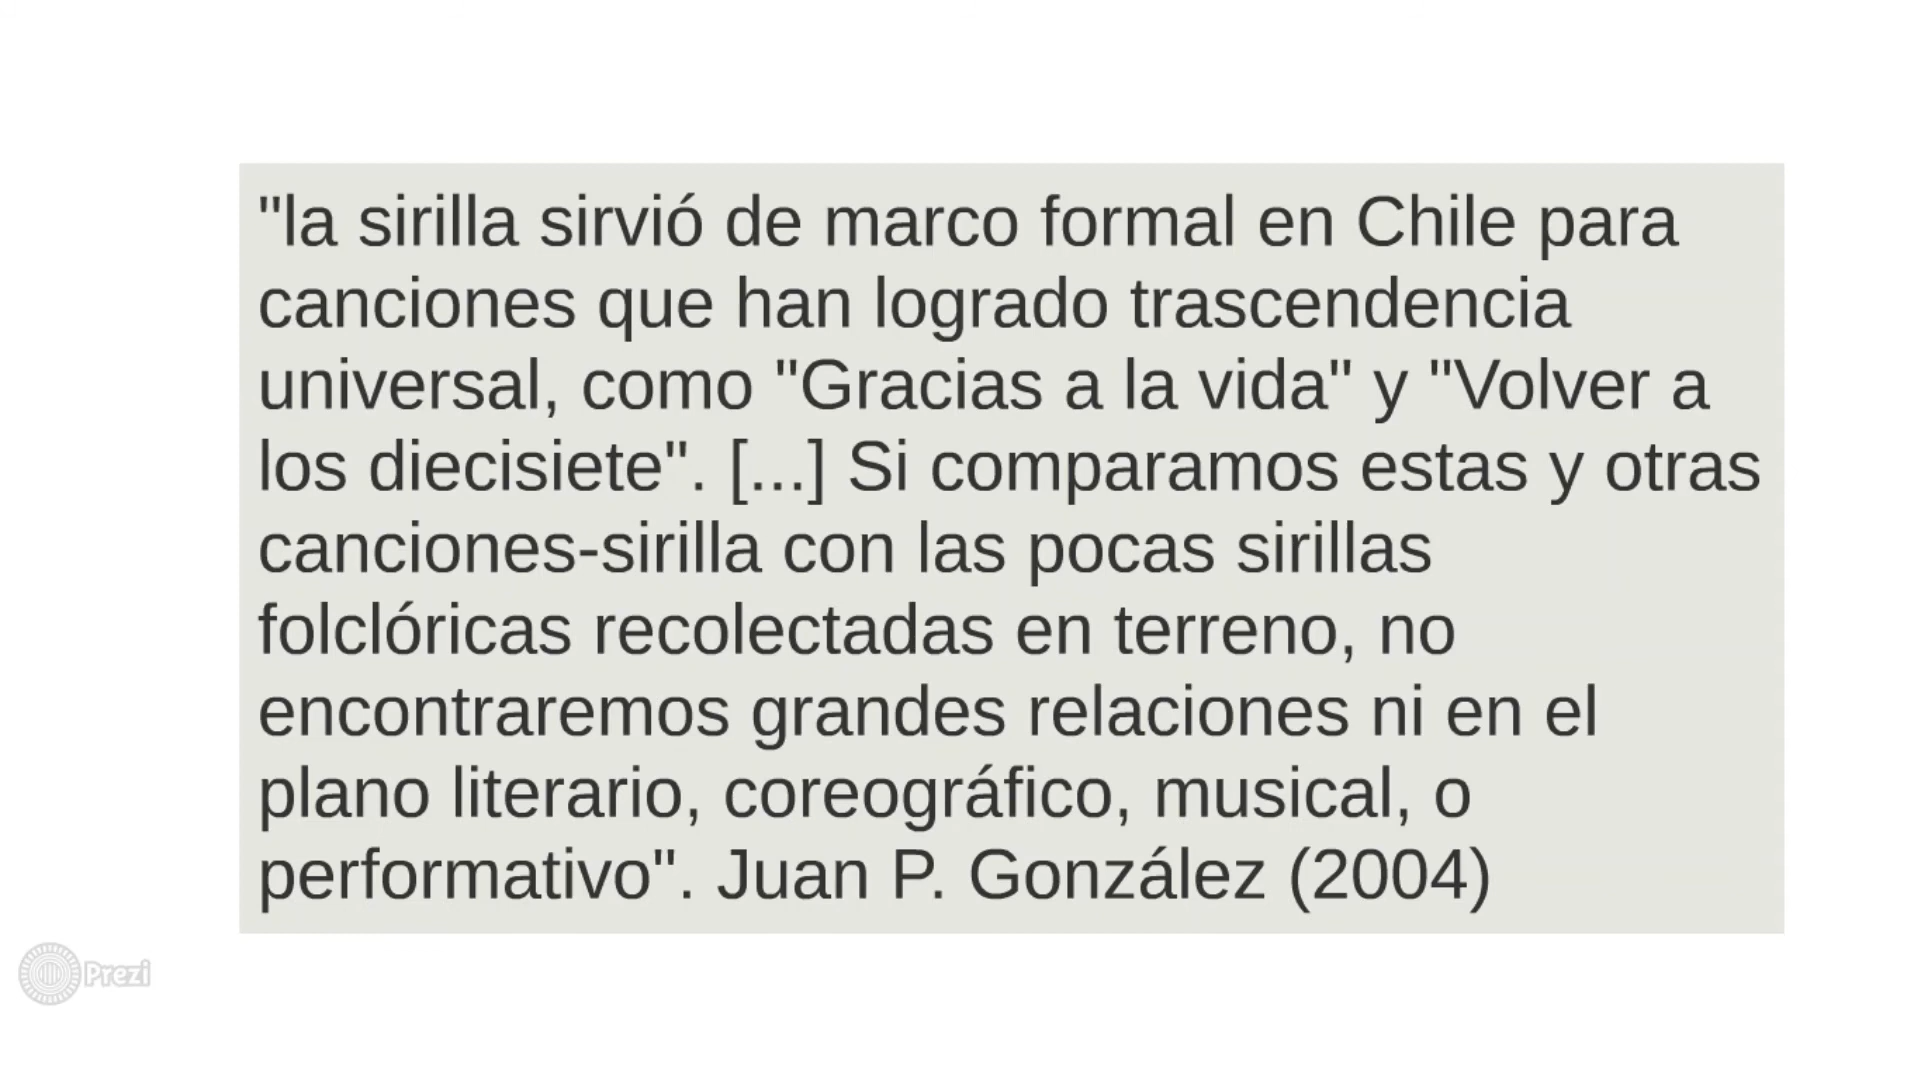 "la sirilla sirvió de marco formal en Chile para
canciones que han logrado trascendencia
universal, como "Gracias a la vida" y "Volver a
los diecisiete". [...] Si comparamos estas y otras
canciones-sirilla con las pocas sirillas
folclóricas recolectadas en terreno, no
encontraremos grandes relaciones ni en el
plano literario, coreográfico, musical, o
performativo". Juan P. González (2004)
Prezi